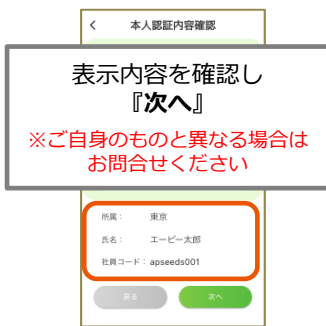 < 本人認証内容確認
表示内容を確認し
『次へ』
※ご自身のものと異なる場合は
お問合せください
所属： 東京
氏名： エーピー太郎
社員コード： apseeds001
戻る 次へ